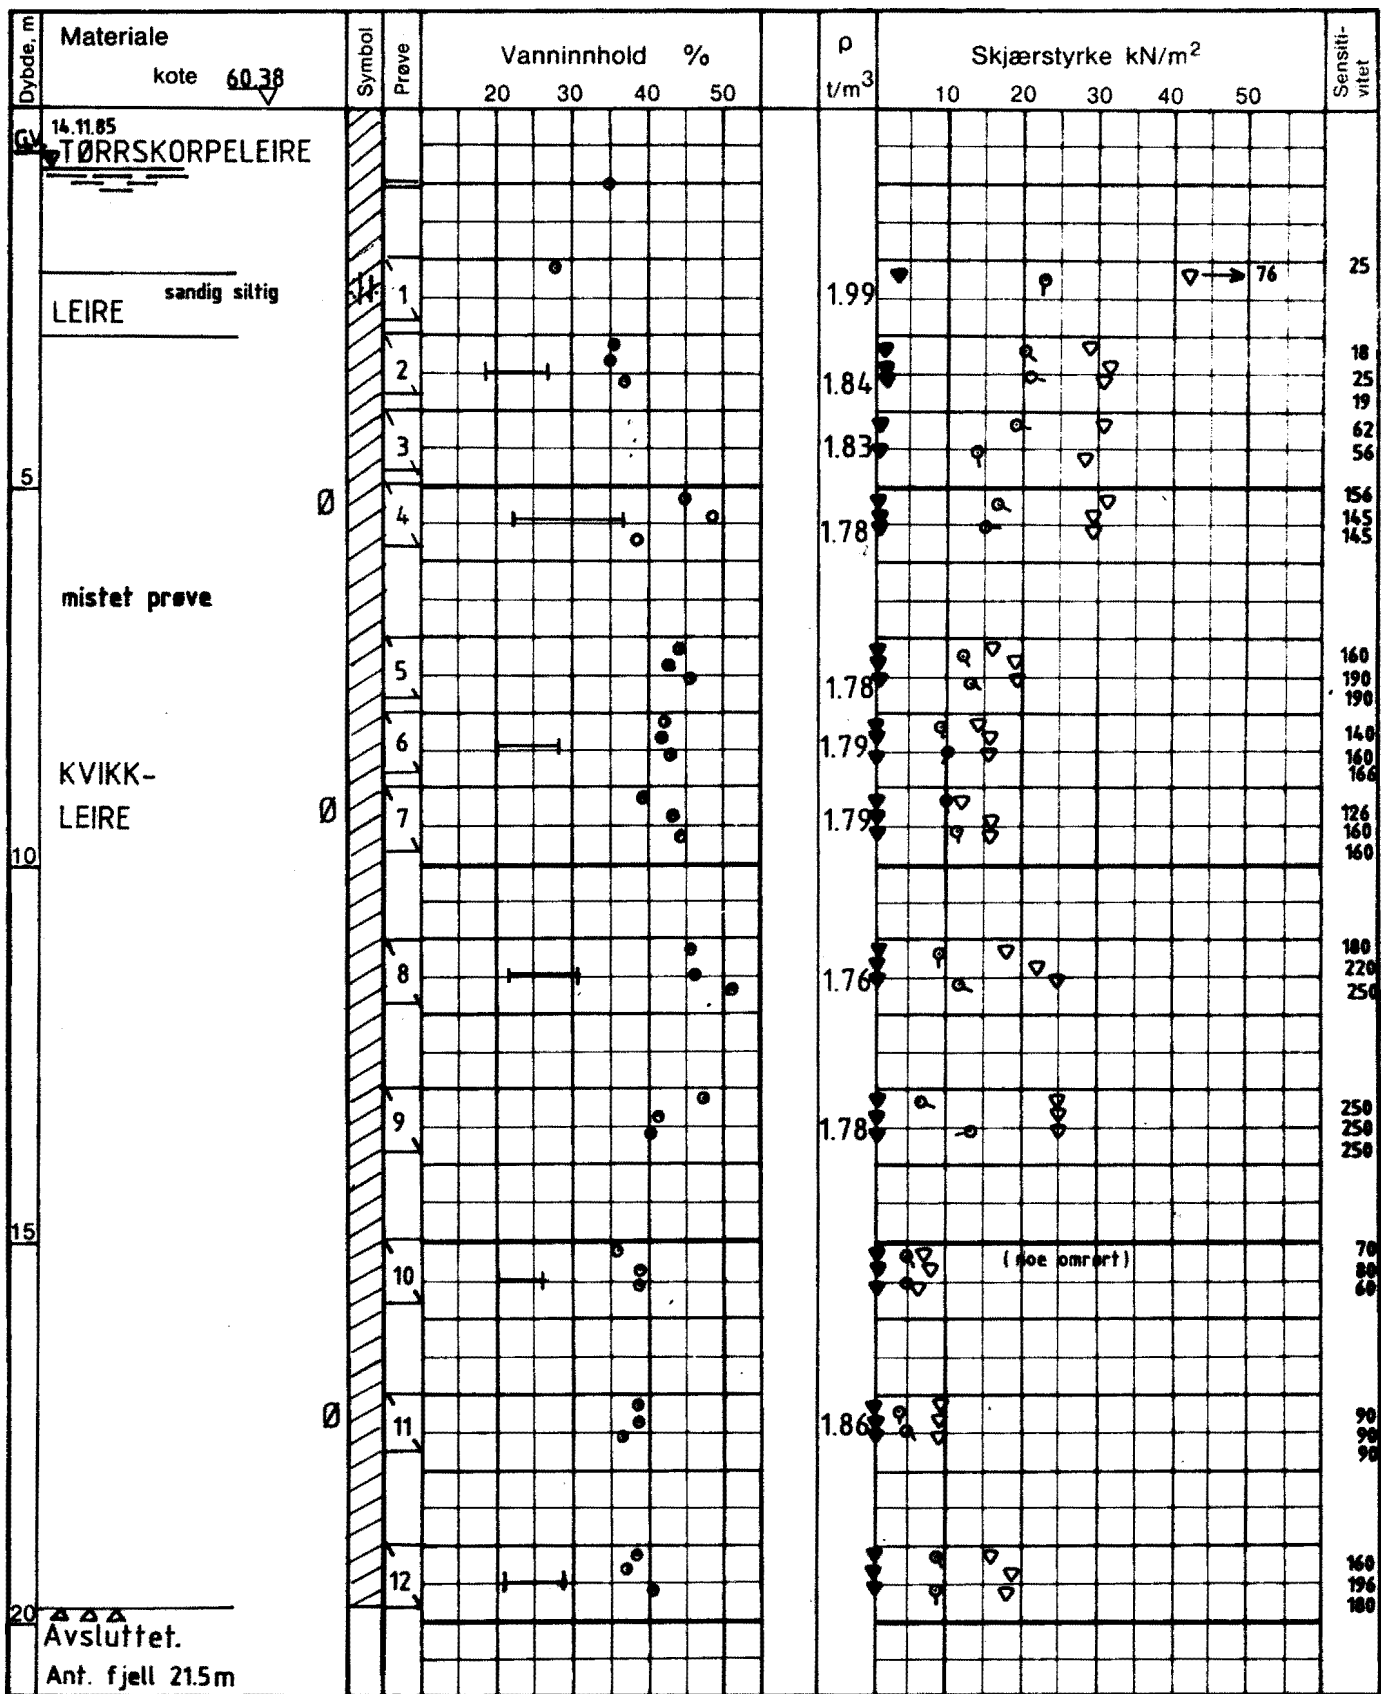 Dybde, m
Materiale
kote 60.38
Symbol
Prøve
Vanninnhold %
20 30 40 50
ρ
t/m³
Skjærstyrke kN/m²
10 20 30 40 50
Sensiti-
vitet
GV
14.11.85
TØRRSKORPELEIRE
sandig siltig
LEIRE
1
1.99
76
25
2
1.84
18
25
19
3
1.83
62
56
5
Ø
4
1.78
156
145
145
mistet prøve
5
1.78
160
190
190
6
1.79
140
160
166
KVIKK-
LEIRE
Ø
7
1.79
126
160
160
10
8
1.76
180
220
250
9
1.78
250
250
250
15
10
(noe omrørt)
70
80
60
Ø
11
1.86
90
90
90
12
160
196
180
20
Avsluttet.
Ant. fjell 21.5m